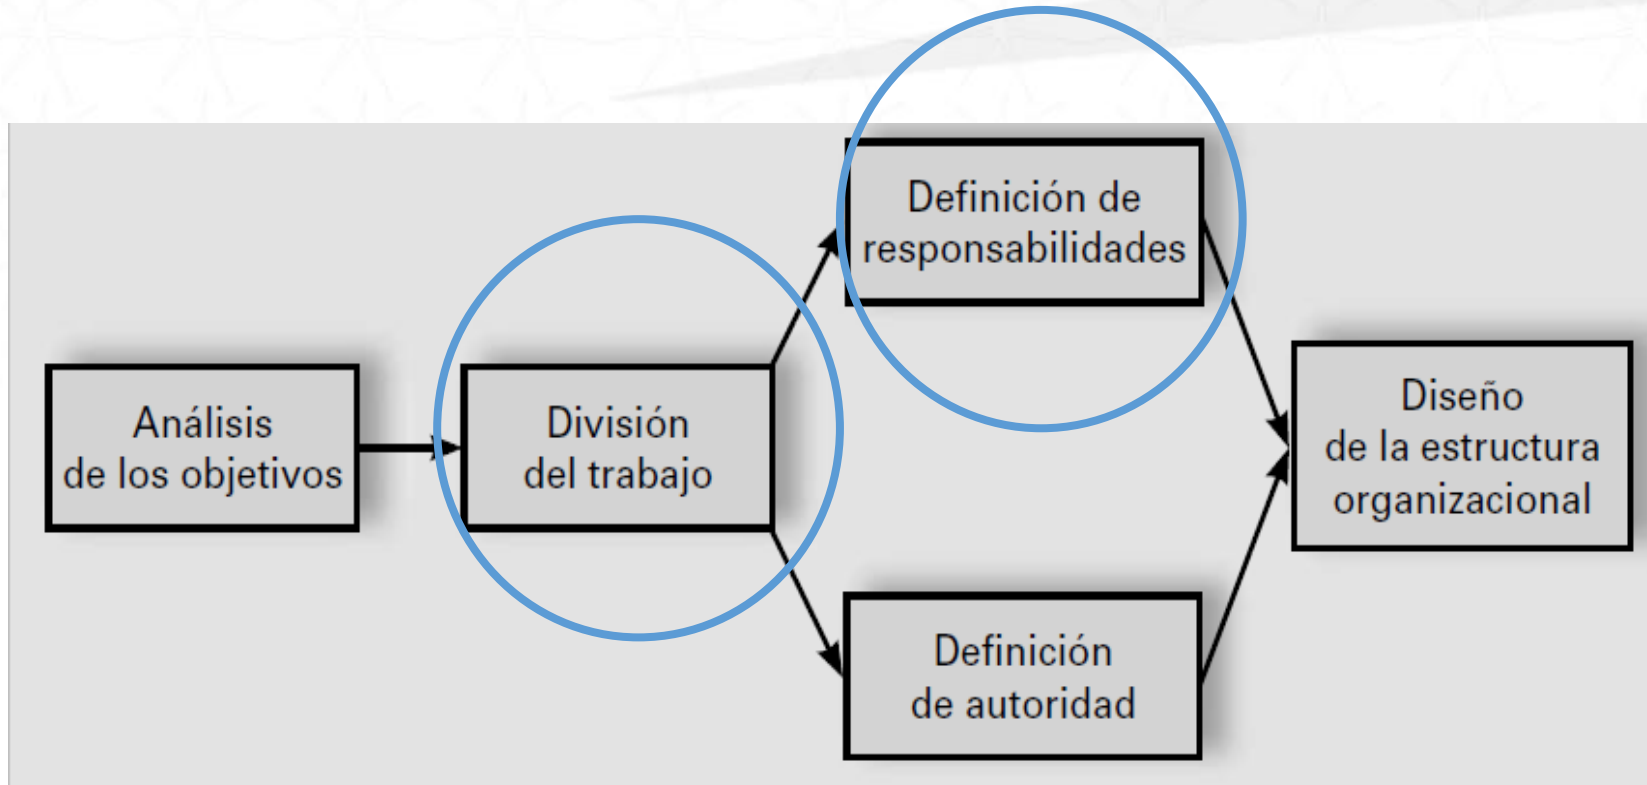 Análisis
de los objetivos
División
del trabajo
Definición de
responsabilidades
Definición
de autoridad
Diseño
de la estructura
organizacional